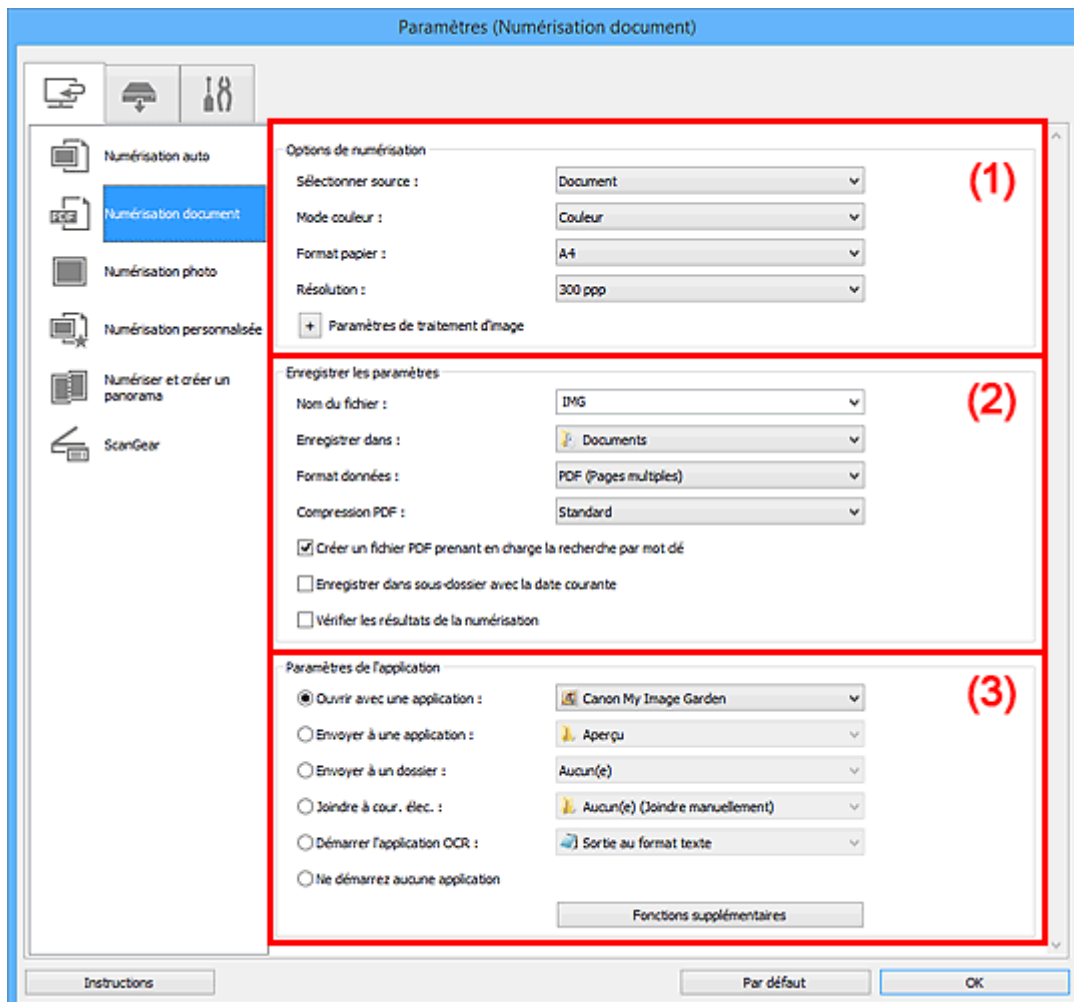 Paramètres (Numérisation document)
Numérisation auto
PDF
Numérisation document
Numérisation photo
Numérisation personnalisée
Numériser et créer un
panorama
ScanGear
Options de numérisation
(1)
Sélectionner source : Document
Mode couleur : Couleur
Format papier : A4
Résolution : 300 ppp
+ Paramètres de traitement d'image
Enregistrer les paramètres
(2)
Nom du fichier : IMG
Enregistrer dans : Documents
Format données : PDF (Pages multiples)
Compression PDF : Standard
Créer un fichier PDF prenant en charge la recherche par mot clé
Enregistrer dans sous-dossier avec la date courante
Vérifier les résultats de la numérisation
Paramètres de l'application
(3)
Ouvrir avec une application : Canon My Image Garden
Envoyer à une application : Aperçu
Envoyer à un dossier : Aucun(e)
Joindre à cour. élec. : Aucun(e) (Joindre manuellement)
Démarrer l'application OCR : Sortie au format texte
Ne démarrez aucune application
Fonctions supplémentaires
Instructions Par défaut OK